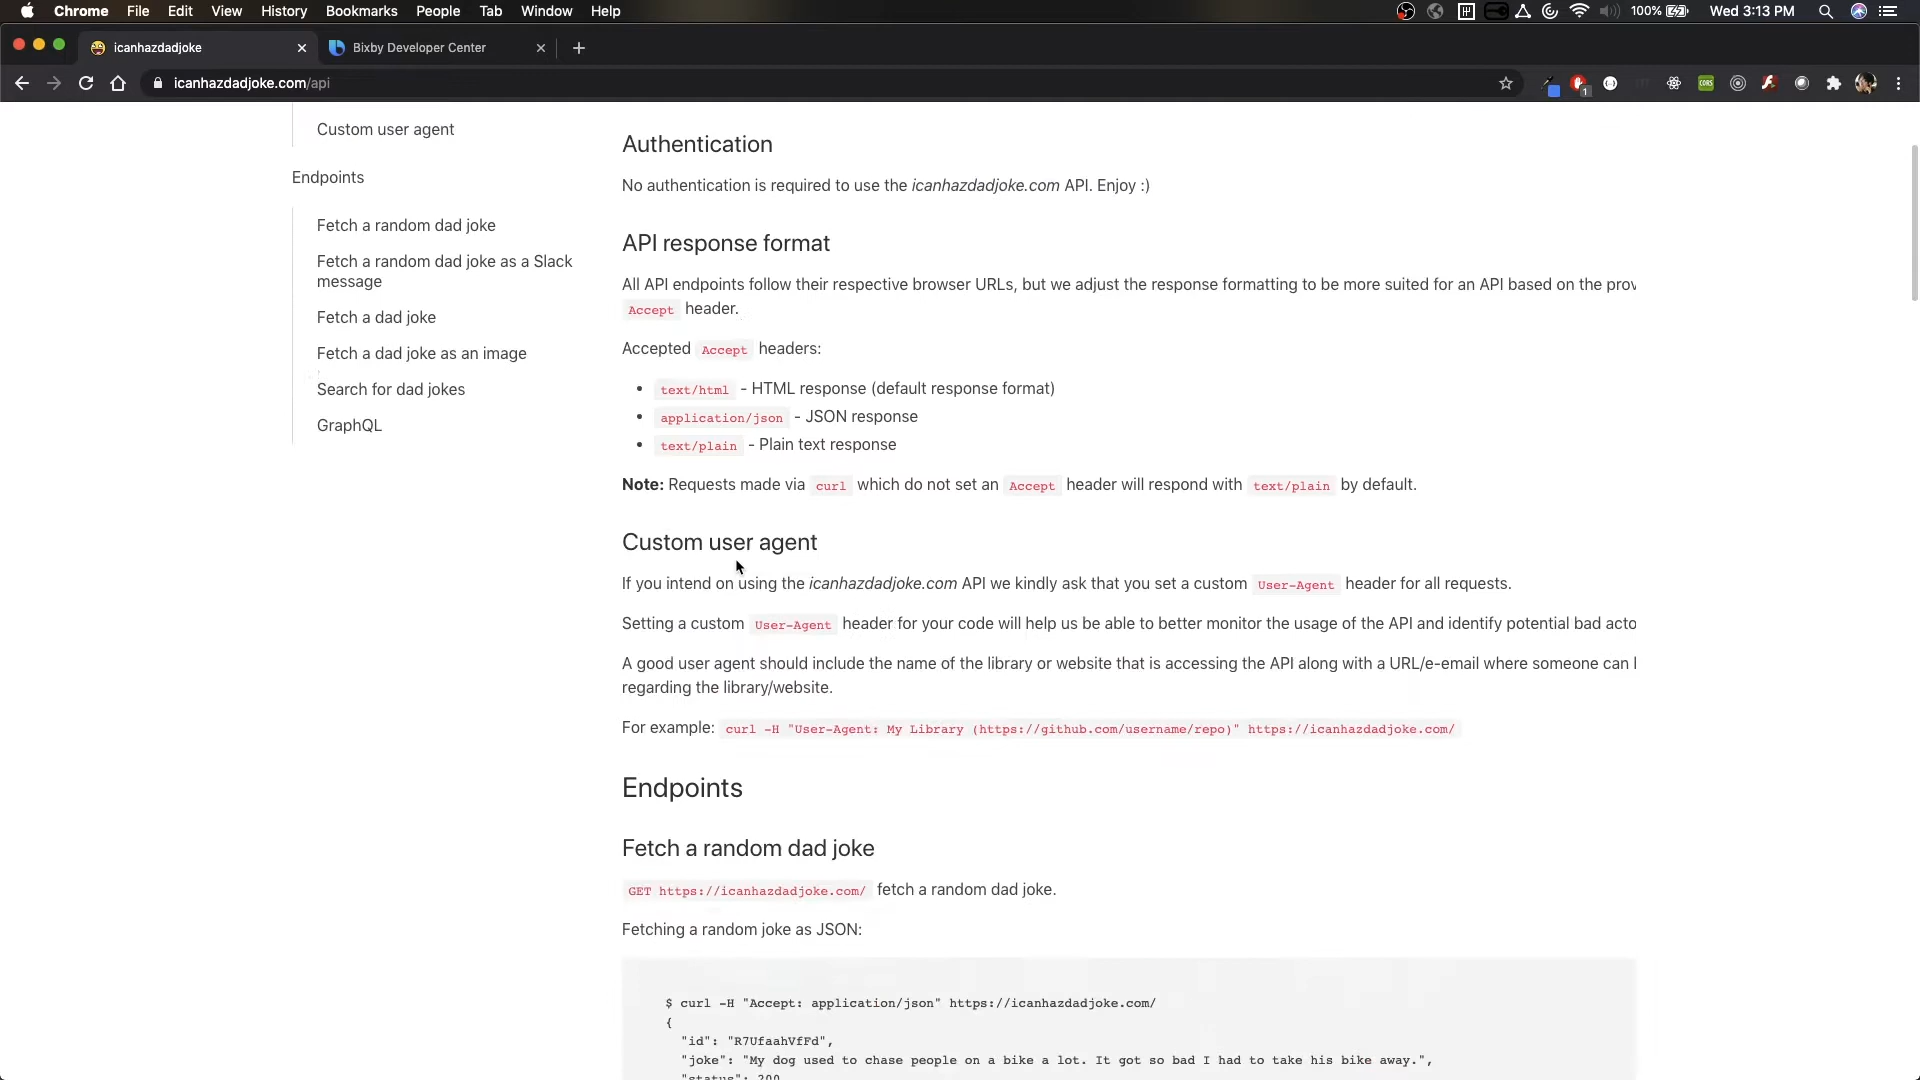 Chrome File Edit View History Bookmarks People Tab Window Help 100% Wed 3:13 PM
icanhazdadjoke Bixby Developer Center
icanhazdadjoke.com/api
1
CORS
Custom user agent
Endpoints
Fetch a random dad joke
Fetch a random dad joke as a Slack
message
Fetch a dad joke
Fetch a dad joke as an image
Search for dad jokes
GraphQL
Authentication
No authentication is required to use the icanhazdadjoke.com API. Enjoy :)
API response format
All API endpoints follow their respective browser URLs, but we adjust the response formatting to be more suited for an API based on the prov
Accept header.
Accepted Accept headers:
• text/html - HTML response (default response format)
• application/json - JSON response
• text/plain - Plain text response
Note: Requests made via curl which do not set an Accept header will respond with text/plain by default.
Custom user agent
If you intend on using the icanhazdadjoke.com API we kindly ask that you set a custom User-Agent header for all requests.
Setting a custom User-Agent header for your code will help us be able to better monitor the usage of the API and identify potential bad acto
A good user agent should include the name of the library or website that is accessing the API along with a URL/e-email where someone can
regarding the library/website.
For example: curl -H "User-Agent: My Library (https://github.com/username/repo)" https://icanhazdadjoke.com/
Endpoints
Fetch a random dad joke
GET https://icanhazdadjoke.com/ fetch a random dad joke.
Fetching a random joke as JSON:
$ curl -H "Accept: application/json" https://icanhazdadjoke.com/
{
"id": "R7UfaahVfFd",
"joke": "My dog used to chase people on a bike a lot. It got so bad I had to take his bike away.",
"status": 200